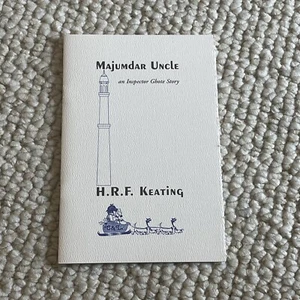 Majumdar Uncle
an Inspector Ghote Story
H.R.F. Keating
C & L